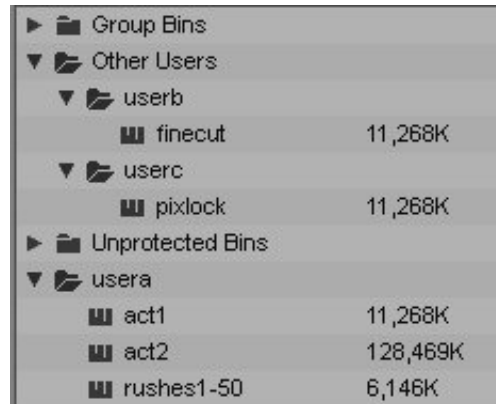 Group Bins
Other Users
userb
finecut 11,268K
userc
pixlock 11,268K
Unprotected Bins
usera
act1 11,268K
act2 128,469K
rushes1-50 6,146K